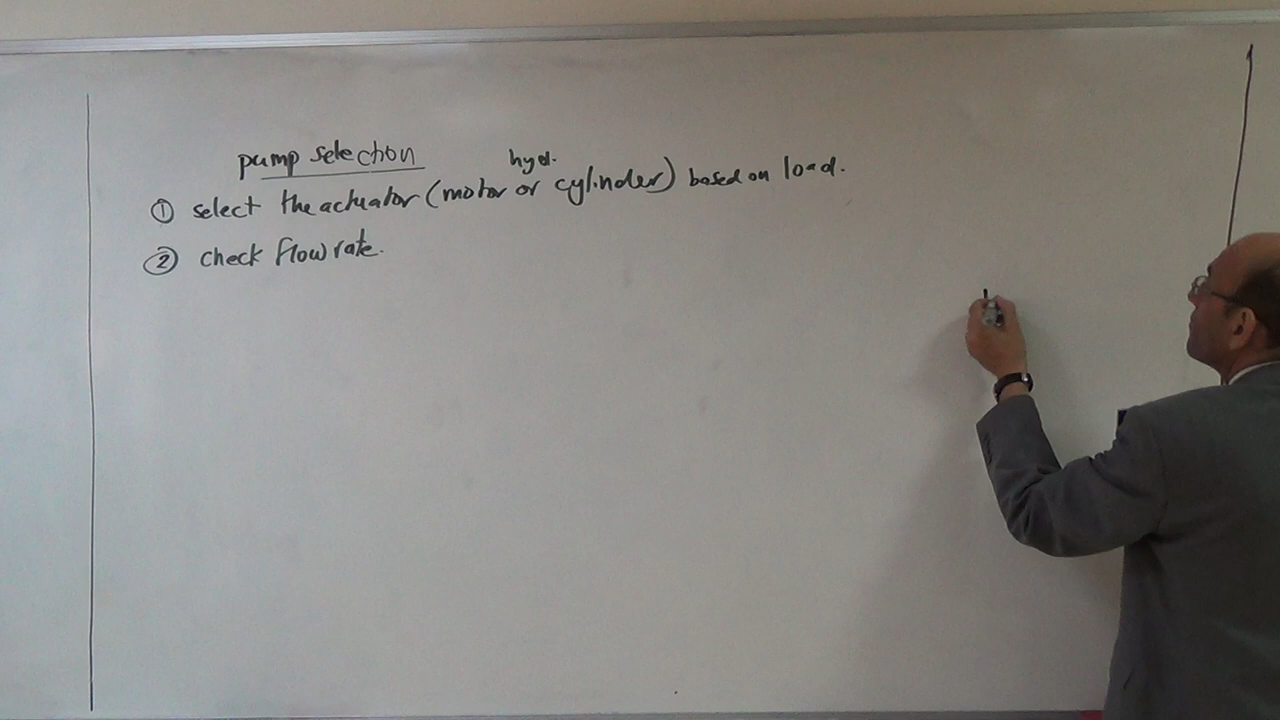 pump selection
hyd.
① select the actuator (motor or cylinder) based on load.
② check flow rate.